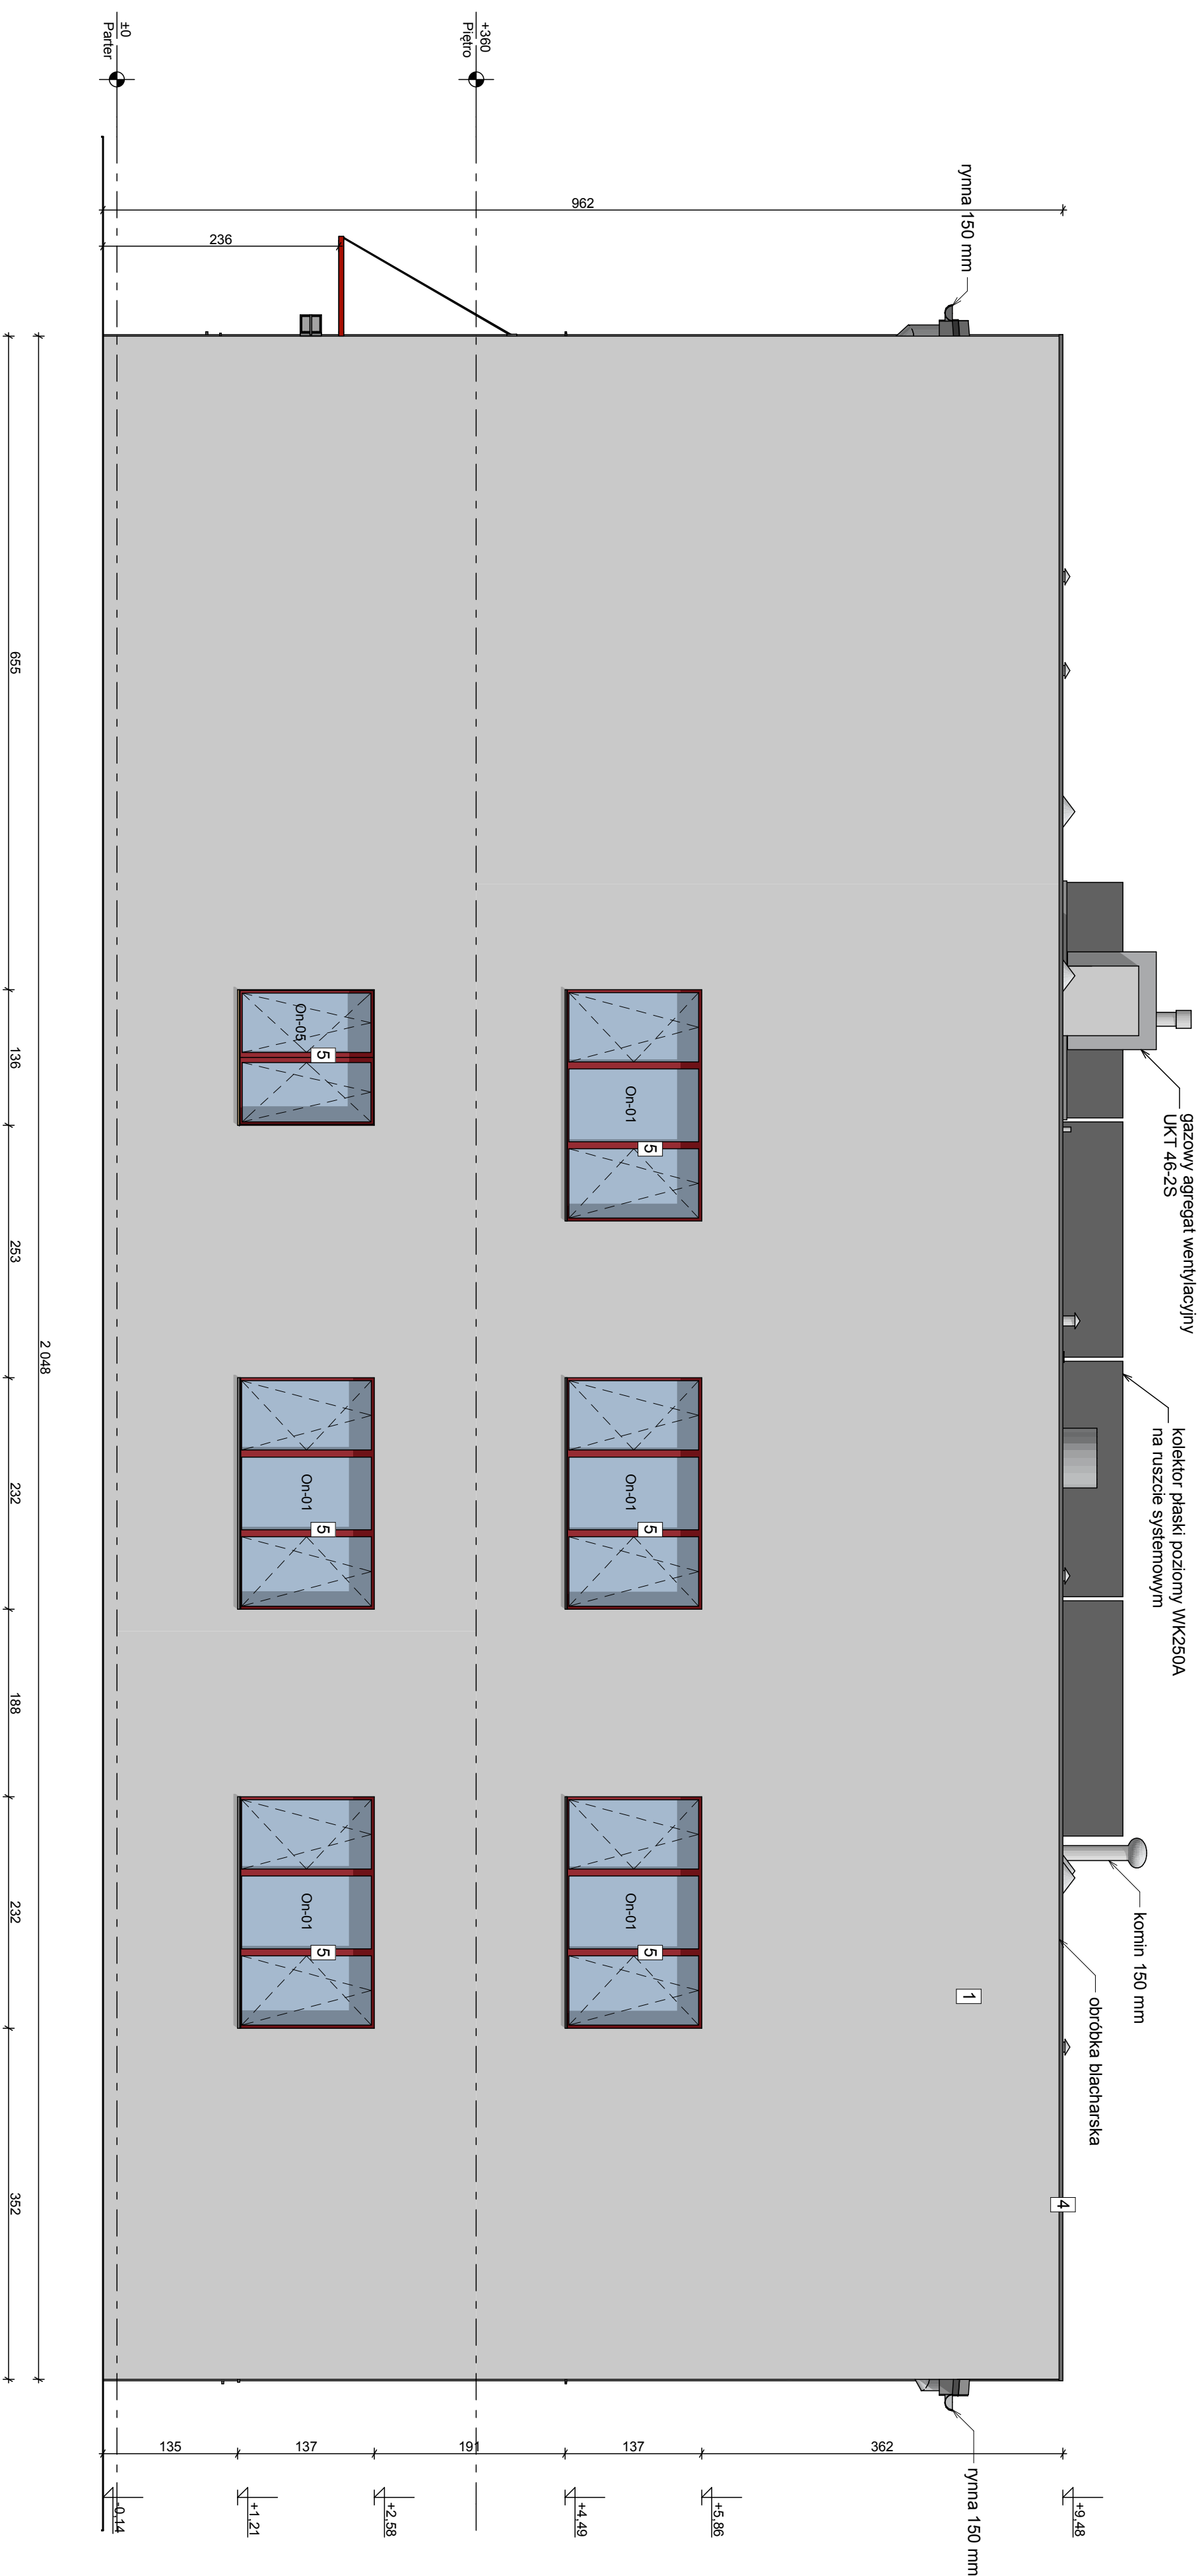 gazowy agregat wentylacyjny
UKT 46-2S
kolektor płaski poziomy WK250A
na ruszcie systemowym
komin 150 mm
obróbka blacharska
4
+9,48
rynna 150 mm
1
rynna 150 mm
962
362
+5,86
On-01
5
On-01
5
On-01
5
137
+4,49
+360
Piętro
191
236
+2,58
On-05
5
On-01
5
On-01
5
137
+1,21
±0
Parter
135
-0,14
2 048
655
136
253
232
188
232
352